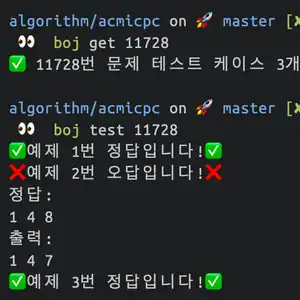 algorithm/acmicpc on 🚀 master [✘
👀 boj get 11728
✅ 11728번 문제 테스트 케이스 3개
algorithm/acmicpc on 🚀 master [✘
👀 boj test 11728
✅예제 1번 정답입니다!✅
❌예제 2번 오답입니다!❌
정답:
1 4 8
출력:
1 4 7
✅예제 3번 정답입니다!✅